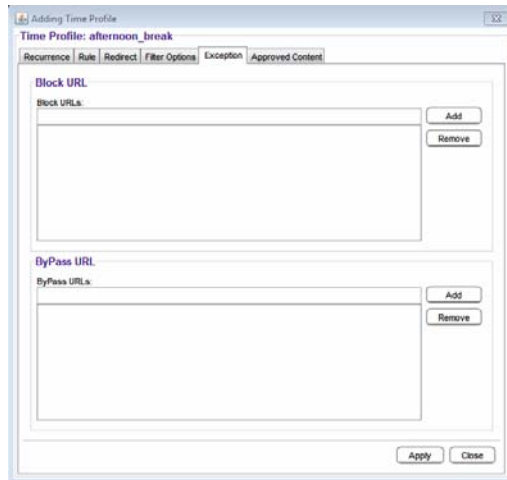 Adding Time Profile
Time Profile: afternoon_break
Recurrence Rule Redirect Filter Options Exception Approved Content
Block URL
Block URLs:
Add
Remove
ByPass URL
ByPass URLs:
Add
Remove
Apply Close